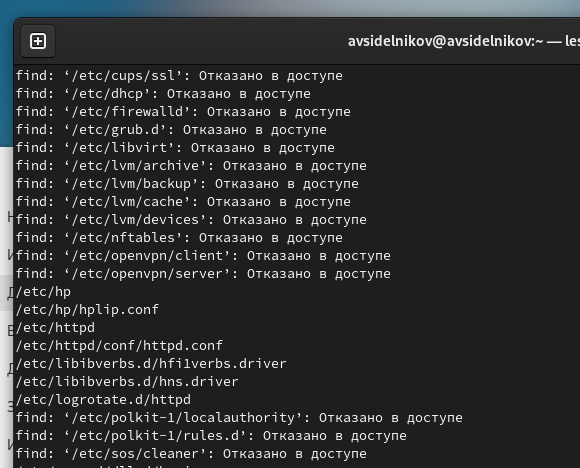 avsidelnikov@avsidelnikov:~ — les
find: ‘/etc/cups/ssl’: Отказано в доступе
find: ‘/etc/dhcp’: Отказано в доступе
find: ‘/etc/firewalld’: Отказано в доступе
find: ‘/etc/grub.d’: Отказано в доступе
find: ‘/etc/libvirt’: Отказано в доступе
find: ‘/etc/lvm/archive’: Отказано в доступе
find: ‘/etc/lvm/backup’: Отказано в доступе
find: ‘/etc/lvm/cache’: Отказано в доступе
find: ‘/etc/lvm/devices’: Отказано в доступе
find: ‘/etc/nftables’: Отказано в доступе
find: ‘/etc/openvpn/client’: Отказано в доступе
find: ‘/etc/openvpn/server’: Отказано в доступе
/etc/hp
/etc/hp/hplip.conf
/etc/httpd
/etc/httpd/conf/httpd.conf
/etc/libibverbs.d/hfi1verbs.driver
/etc/libibverbs.d/hns.driver
/etc/logrotate.d/httpd
find: ‘/etc/polkit-1/localauthority’: Отказано в доступе
find: ‘/etc/polkit-1/rules.d’: Отказано в доступе
find: ‘/etc/sos/cleaner’: Отказано в доступе